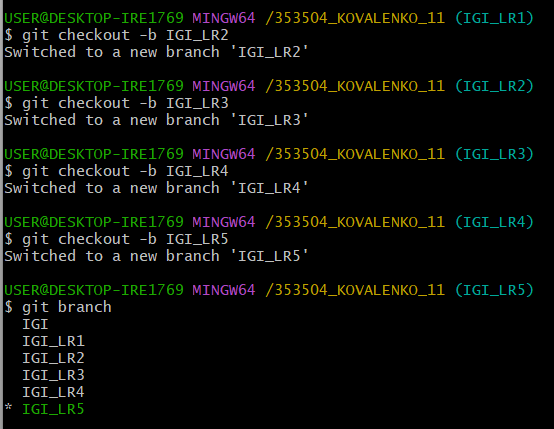 USER@DESKTOP-IRE1769 MINGW64 /353504_KOVALENKO_11 (IGI_LR1)
$ git checkout -b IGI_LR2
Switched to a new branch 'IGI_LR2'
USER@DESKTOP-IRE1769 MINGW64 /353504_KOVALENKO_11 (IGI_LR2)
$ git checkout -b IGI_LR3
Switched to a new branch 'IGI_LR3'
USER@DESKTOP-IRE1769 MINGW64 /353504_KOVALENKO_11 (IGI_LR3)
$ git checkout -b IGI_LR4
Switched to a new branch 'IGI_LR4'
USER@DESKTOP-IRE1769 MINGW64 /353504_KOVALENKO_11 (IGI_LR4)
$ git checkout -b IGI_LR5
Switched to a new branch 'IGI_LR5'
USER@DESKTOP-IRE1769 MINGW64 /353504_KOVALENKO_11 (IGI_LR5)
$ git branch
IGI
IGI_LR1
IGI_LR2
IGI_LR3
IGI_LR4
* IGI_LR5